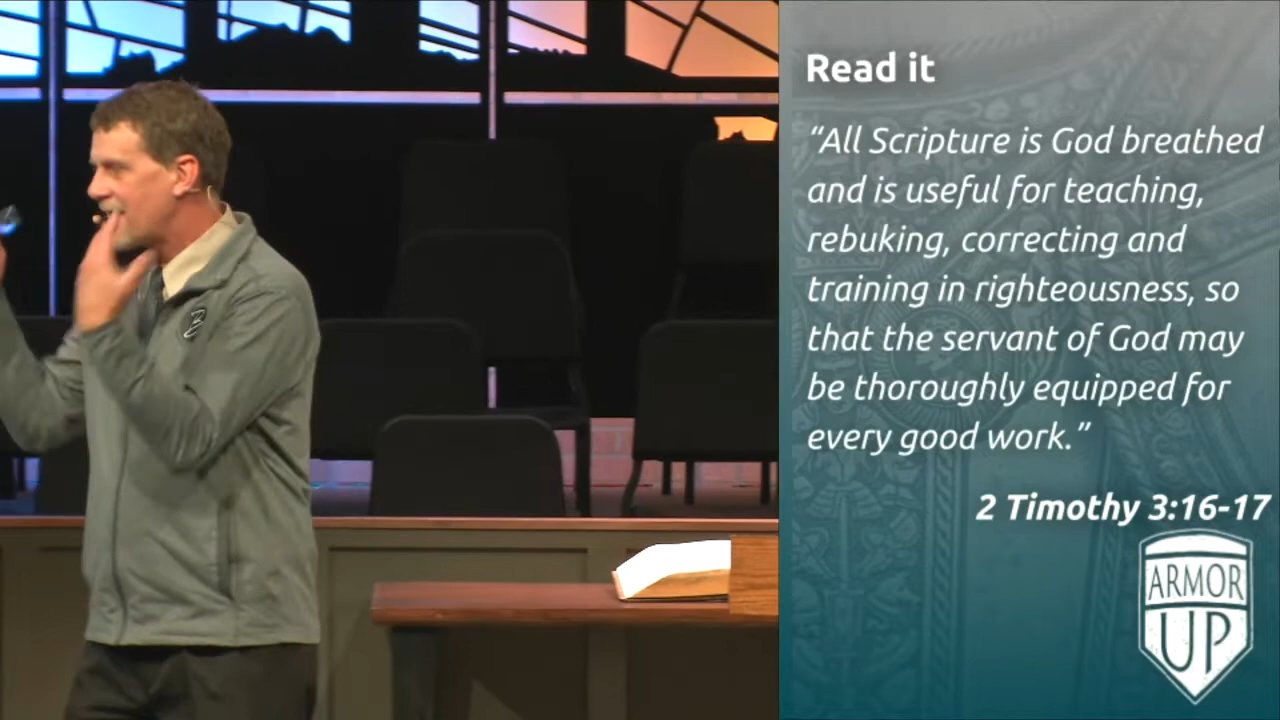 Read it
“All Scripture is God breathed
and is useful for teaching,
rebuking, correcting and
training in righteousness, so
that the servant of God may
be thoroughly equipped for
every good work.”
2 Timothy 3:16-17
ARMOR
UP
B